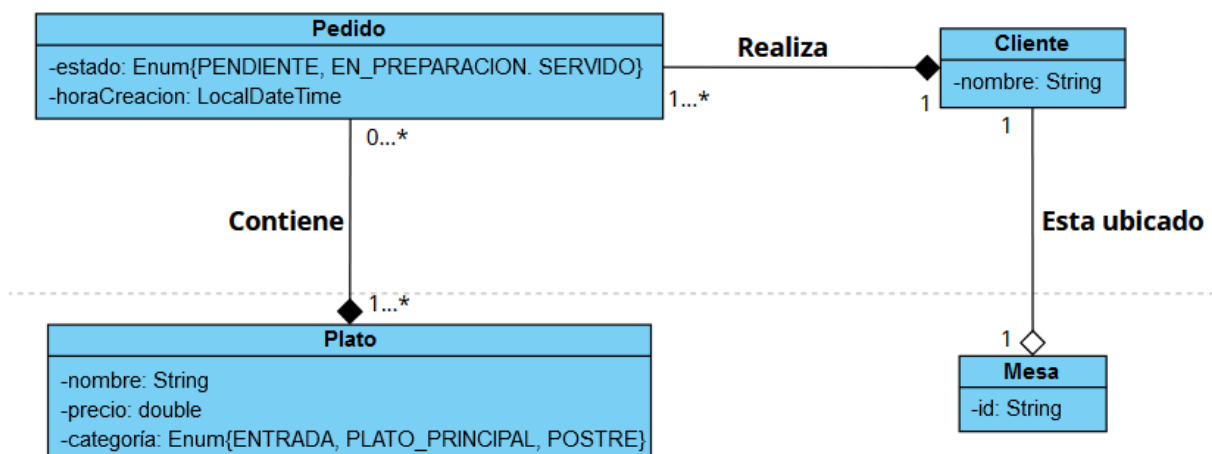 Pedido
-estado: Enum{PENDIENTE, EN_PREPARACION. SERVIDO}
-horaCreacion: LocalDateTime
Realiza
1...*
1
Cliente
-nombre: String
1
0...*
Contiene
Esta ubicado
1...*
1
Plato
-nombre: String
-precio: double
-categoría: Enum{ENTRADA, PLATO_PRINCIPAL, POSTRE}
Mesa
-id: String